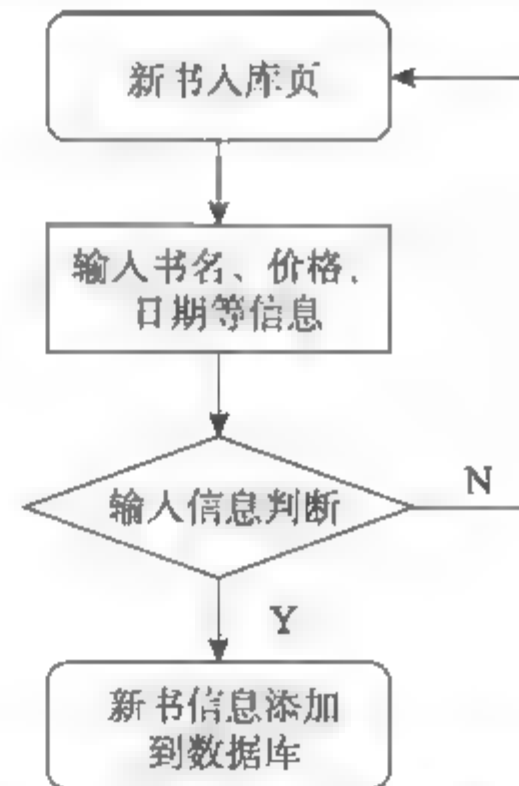 新书入库页
输入书名、价格、
日期等信息
输入信息判断
N
Y
新书信息添加
到数据库